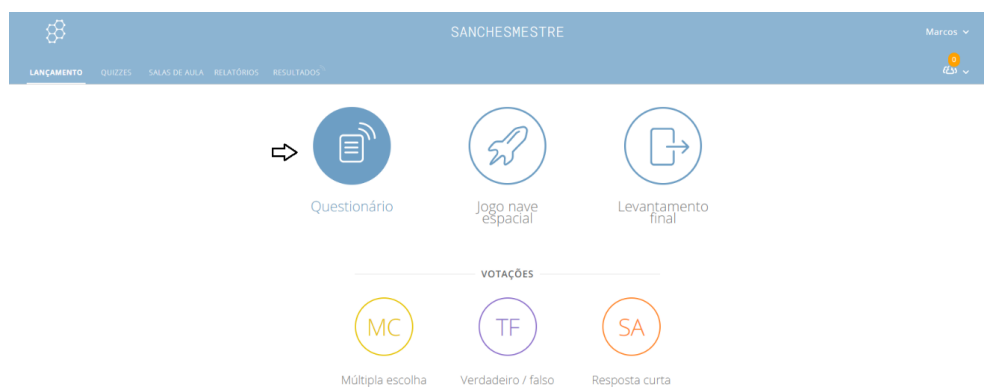 SANCHESMESTRE
Marcos
LANÇAMENTO QUIZZES SALAS DE AULA RELATÓRIOS RESULTADOS
0
Questionário
Jogo nave
espacial
Levantamento
final
VOTAÇÕES
MC
TF
SA
Múltipla escolha
Verdadeiro / falso
Resposta curta